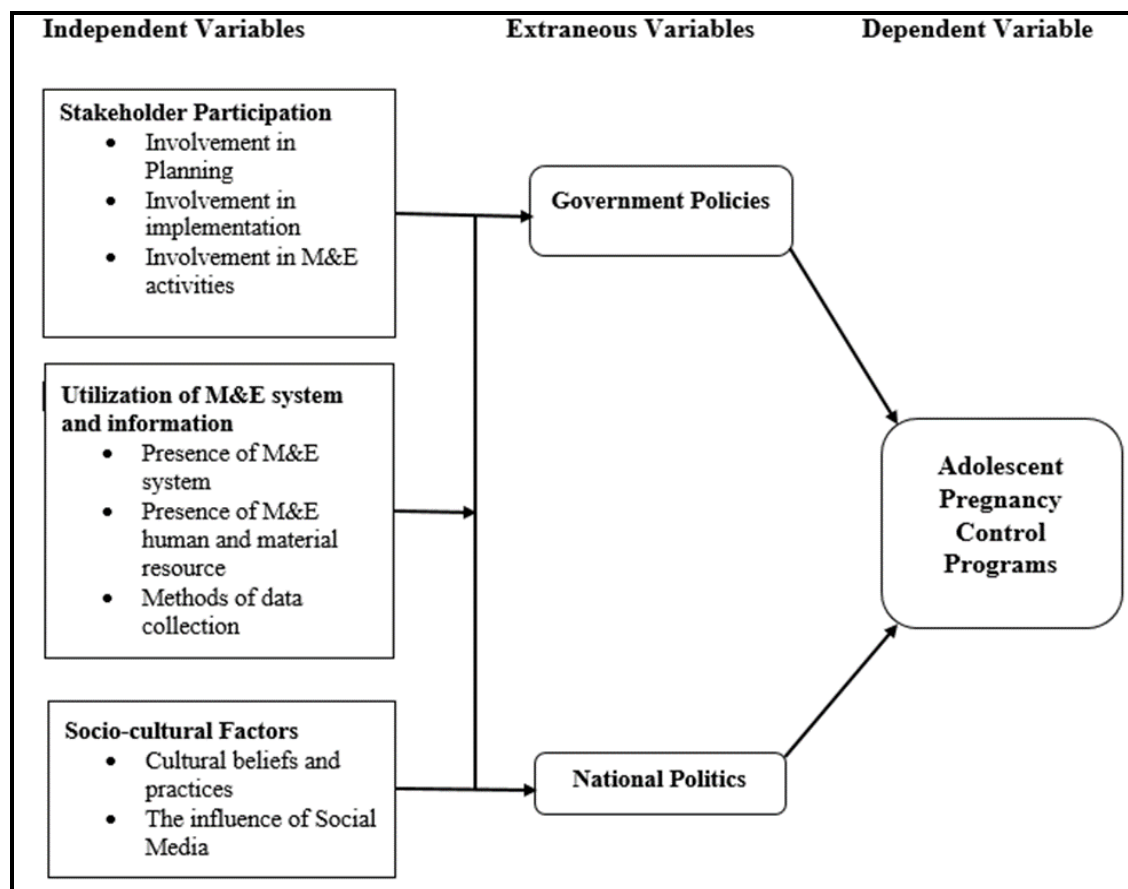 Independent Variables
Extraneous Variables
Dependent Variable
Stakeholder Participation
• Involvement in
Planning
• Involvement in
implementation
• Involvement in M&E
activities
Utilization of M&E system
and information
• Presence of M&E
system
• Presence of M&E
human and material
resource
• Methods of data
collection
Socio-cultural Factors
• Cultural beliefs and
practices
• The influence of Social
Media
Government Policies
National Politics
Adolescent
Pregnancy
Control
Programs